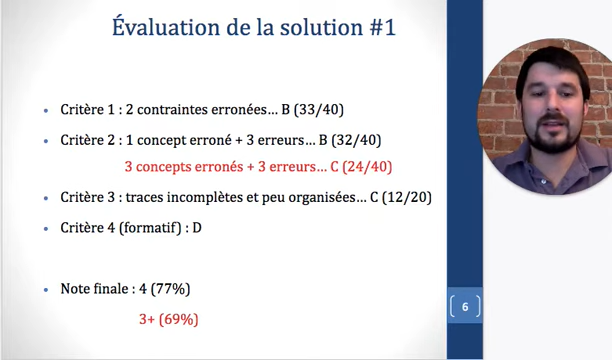 Évaluation de la solution #1
Critère 1 : 2 contraintes erronées… B (33/40)
Critère 2 : 1 concept erroné + 3 erreurs… B (32/40)
3 concepts erronés + 3 erreurs… C (24/40)
Critère 3 : traces incomplètes et peu organisées… C (12/20)
Critère 4 (formatif) : D
Note finale : 4 (77%)
3+ (69%)
6